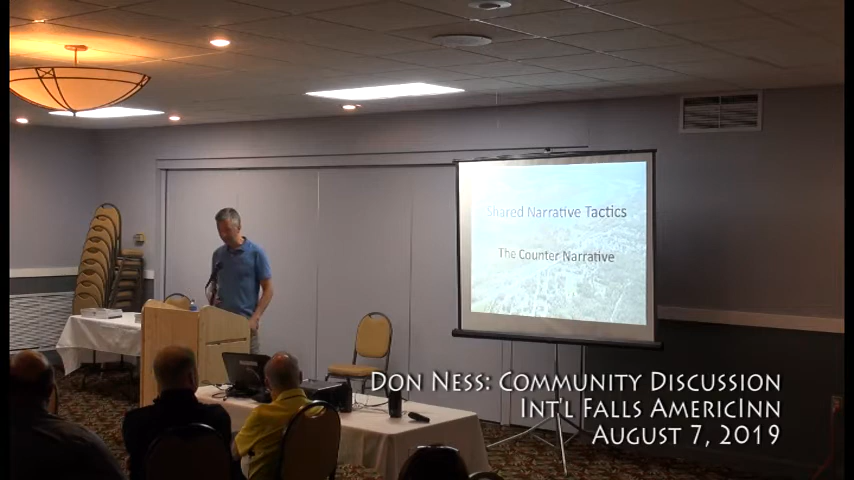 Shared Narrative Tactics
The Counter Narrative
Don Ness: Community Discussion
Int'l Falls AmericInn
August 7, 2019